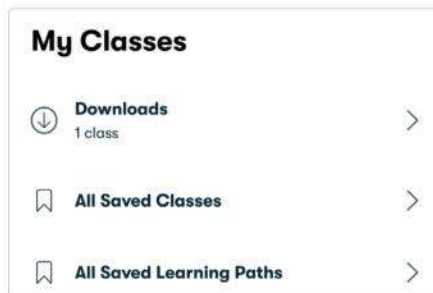 My Classes
Downloads
1 class
All Saved Classes
All Saved Learning Paths